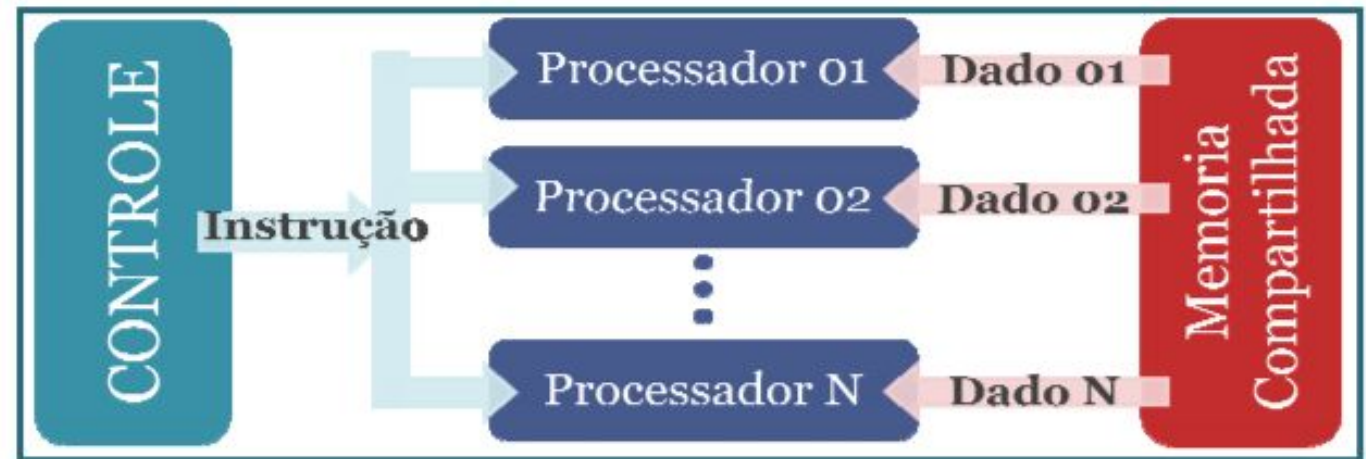 CONTROLE
Instrução
Processador 01
Dado 01
Processador 02
Dado 02
Processador N
Dado N
Memoria
Compartilhada